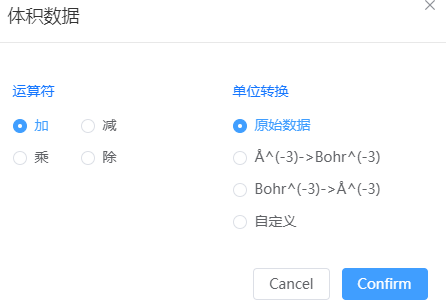 体积数据
运算符
单位转换
加
减
原始数据
乘
除
Å^(-3)->Bohr^(-3)
Bohr^(-3)->Å^(-3)
自定义
Cancel
Confirm